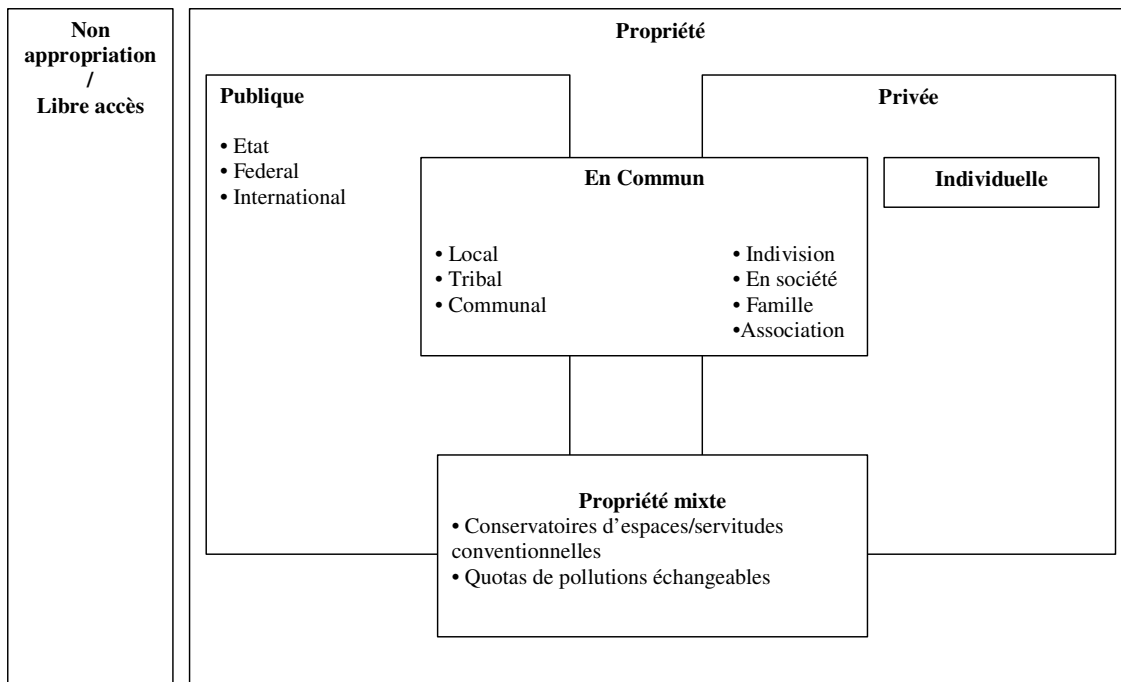 Non
appropriation
/
Libre accès
Propriété
Publique
• Etat
• Federal
• International
Privée
Individuelle
En Commun
• Local
• Tribal
• Communal
• Indivision
• En société
• Famille
•Association
Propriété mixte
• Conservatoires d'espaces/servitudes
conventionnelles
• Quotas de pollutions échangeables